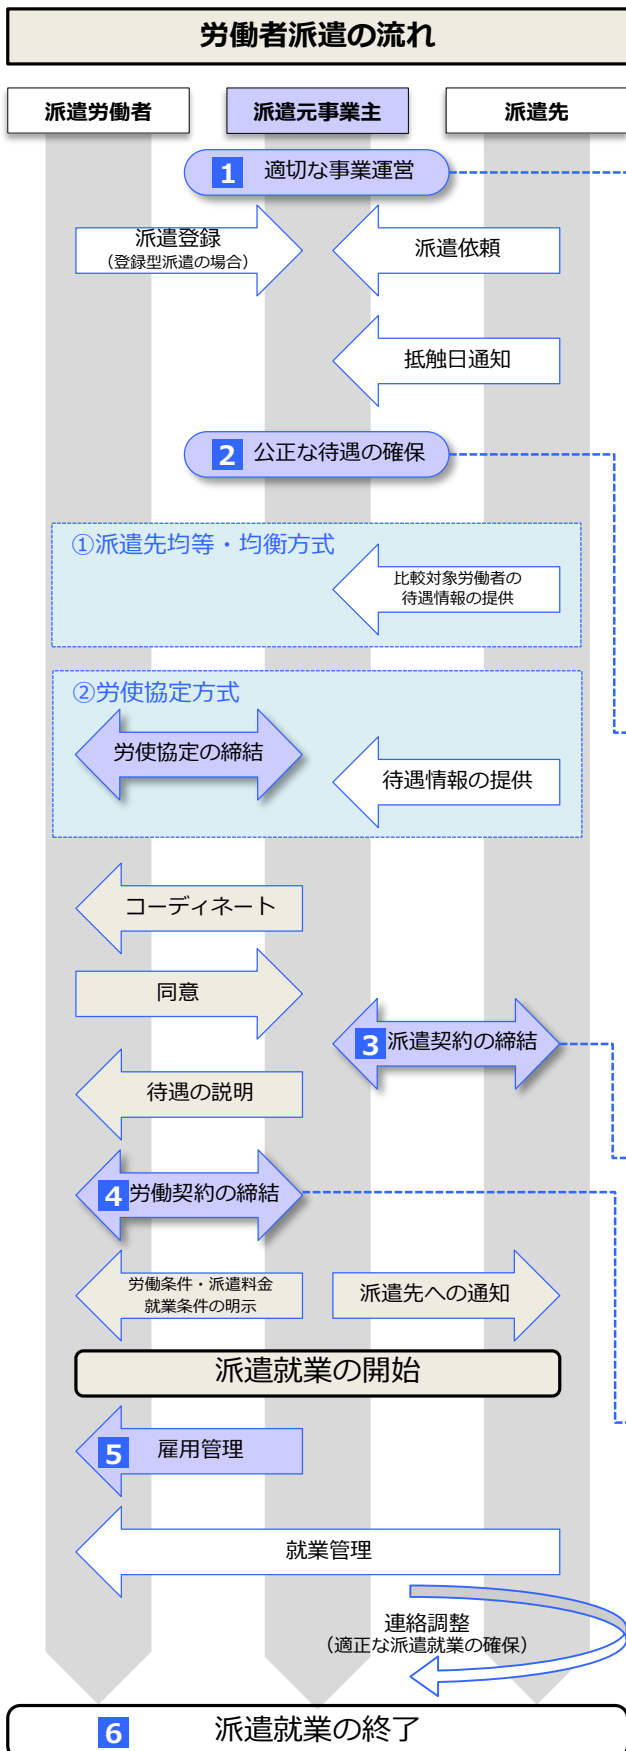 労働者派遣の流れ
派遣労働者
派遣元事業主
派遣先
1 適切な事業運営
派遣登録
（登録型派遣の場合）
派遣依頼
抵触日通知
2 公正な待遇の確保
①派遣先均等・均衡方式
比較対象労働者の
待遇情報の提供
②労使協定方式
労使協定の締結
待遇情報の提供
コーディネート
同意
3 派遣契約の締結
待遇の説明
4 労働契約の締結
労働条件・派遣料金
就業条件の明示
派遣先への通知
派遣就業の開始
5 雇用管理
就業管理
連絡調整
（適正な派遣就業の確保）
6 派遣就業の終了